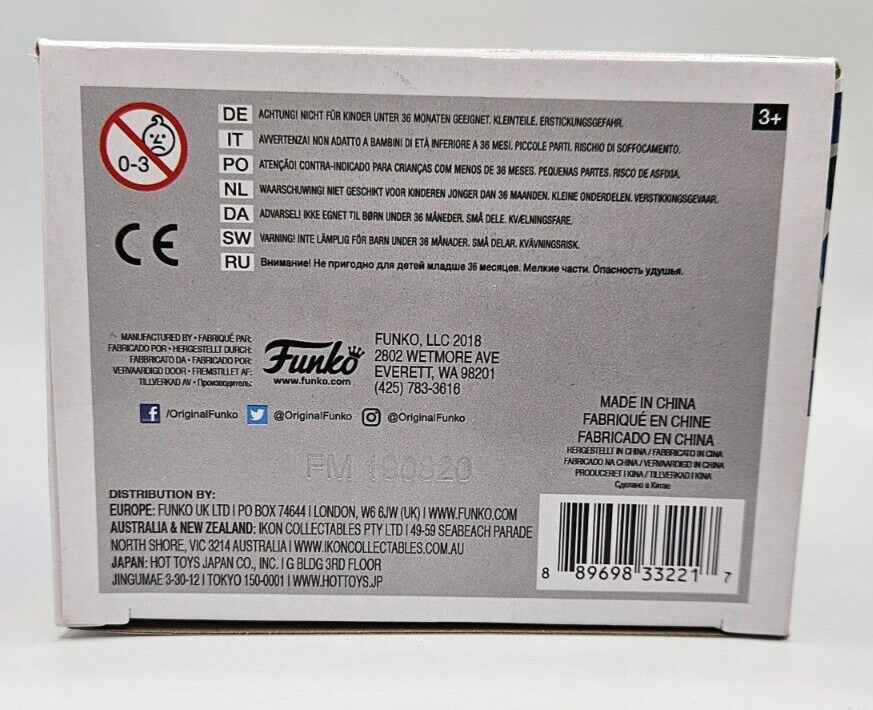 0-3
3+
DE ACHTUNG! NICHT FÜR KINDER UNTER 36 MONATEN GEEIGNET. KLEINTEILE. ERSTICKUNGSGEFAHR.
IT AVVERTENZA! NON ADATTO A BAMBINI DI ETÀ INFERIORE A 36 MESI. PICCOLE PARTI. RISCHIO DI SOFFOCAMENTO.
PO ATENÇÃO! CONTRA-INDICADO PARA CRIANÇAS COM MENOS DE 36 MESES. PEQUENAS PARTES. RISCO DE ASFIXIA.
NL WAARSCHUWING! NIET GESCHIKT VOOR KINDEREN JONGER DAN 36 MAANDEN. KLEINE ONDERDELEN. VERSTIKKINGSGEVAAR.
DA ADVARSEL! IKKE EGNET TIL BØRN UNDER 36 MÅNEDER. SMÅ DELE. KVÆLNINGSFARE.
SW VARNING! INTE LÄMPLIG FÖR BARN UNDER 36 MÅNADER. SMÅ DELAR. KVÄVNINGSRISK.
RU Внимание! Не пригодно для детей младше 36 месяцев. Мелкие части. Опасность удушья.
CE
MANUFACTURED BY • FABRIQUÉ PAR:
FABRICADO POR • HERGESTELLT DURCH:
FABBRICATO DA • FABRICADO POR:
VERVAARDIGD DOOR • FREMSTILLET AF:
TILLVERKAD AV • Производитель:
Funko
www.funko.com
FUNKO, LLC 2018
2802 WETMORE AVE
EVERETT, WA 98201
(425) 783-3616
f /OriginalFunko @OriginalFunko @OriginalFunko
MADE IN CHINA
FABRIQUÉ EN CHINE
FABRICADO EN CHINA
HERGESTELLT IN CHINA / FABBRICATO IN CINA
FABRICADO NA CHINA / VERVAARDIGD IN CHINA
PRODUCERET I KINA / TILLVERKAD I KINA
Сделано в Китае
DISTRIBUTION BY:
EUROPE: FUNKO UK LTD I PO BOX 74644 I LONDON, W6 6JW (UK) I WWW.FUNKO.COM
AUSTRALIA & NEW ZEALAND: IKON COLLECTABLES PTY LTD I 49-59 SEABEACH PARADE
NORTH SHORE, VIC 3214 AUSTRALIA I WWW.IKONCOLLECTABLES.COM.AU
JAPAN: HOT TOYS JAPAN CO., INC. I G BLDG 3RD FLOOR
JINGUMAE 3-30-12 I TOKYO 150-0001 I WWW.HOTTOYS.JP
8 89698 33221 7